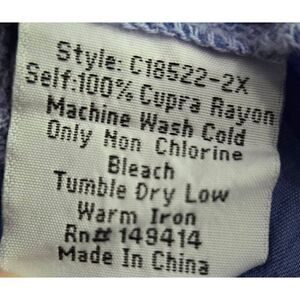 Style: C18522-2X
Self:100% Cupra Rayon
Machine Wash Cold
Only Non Chlorine
Bleach
Tumble Dry Low
Warm Iron
Rn# 149414
Made In China